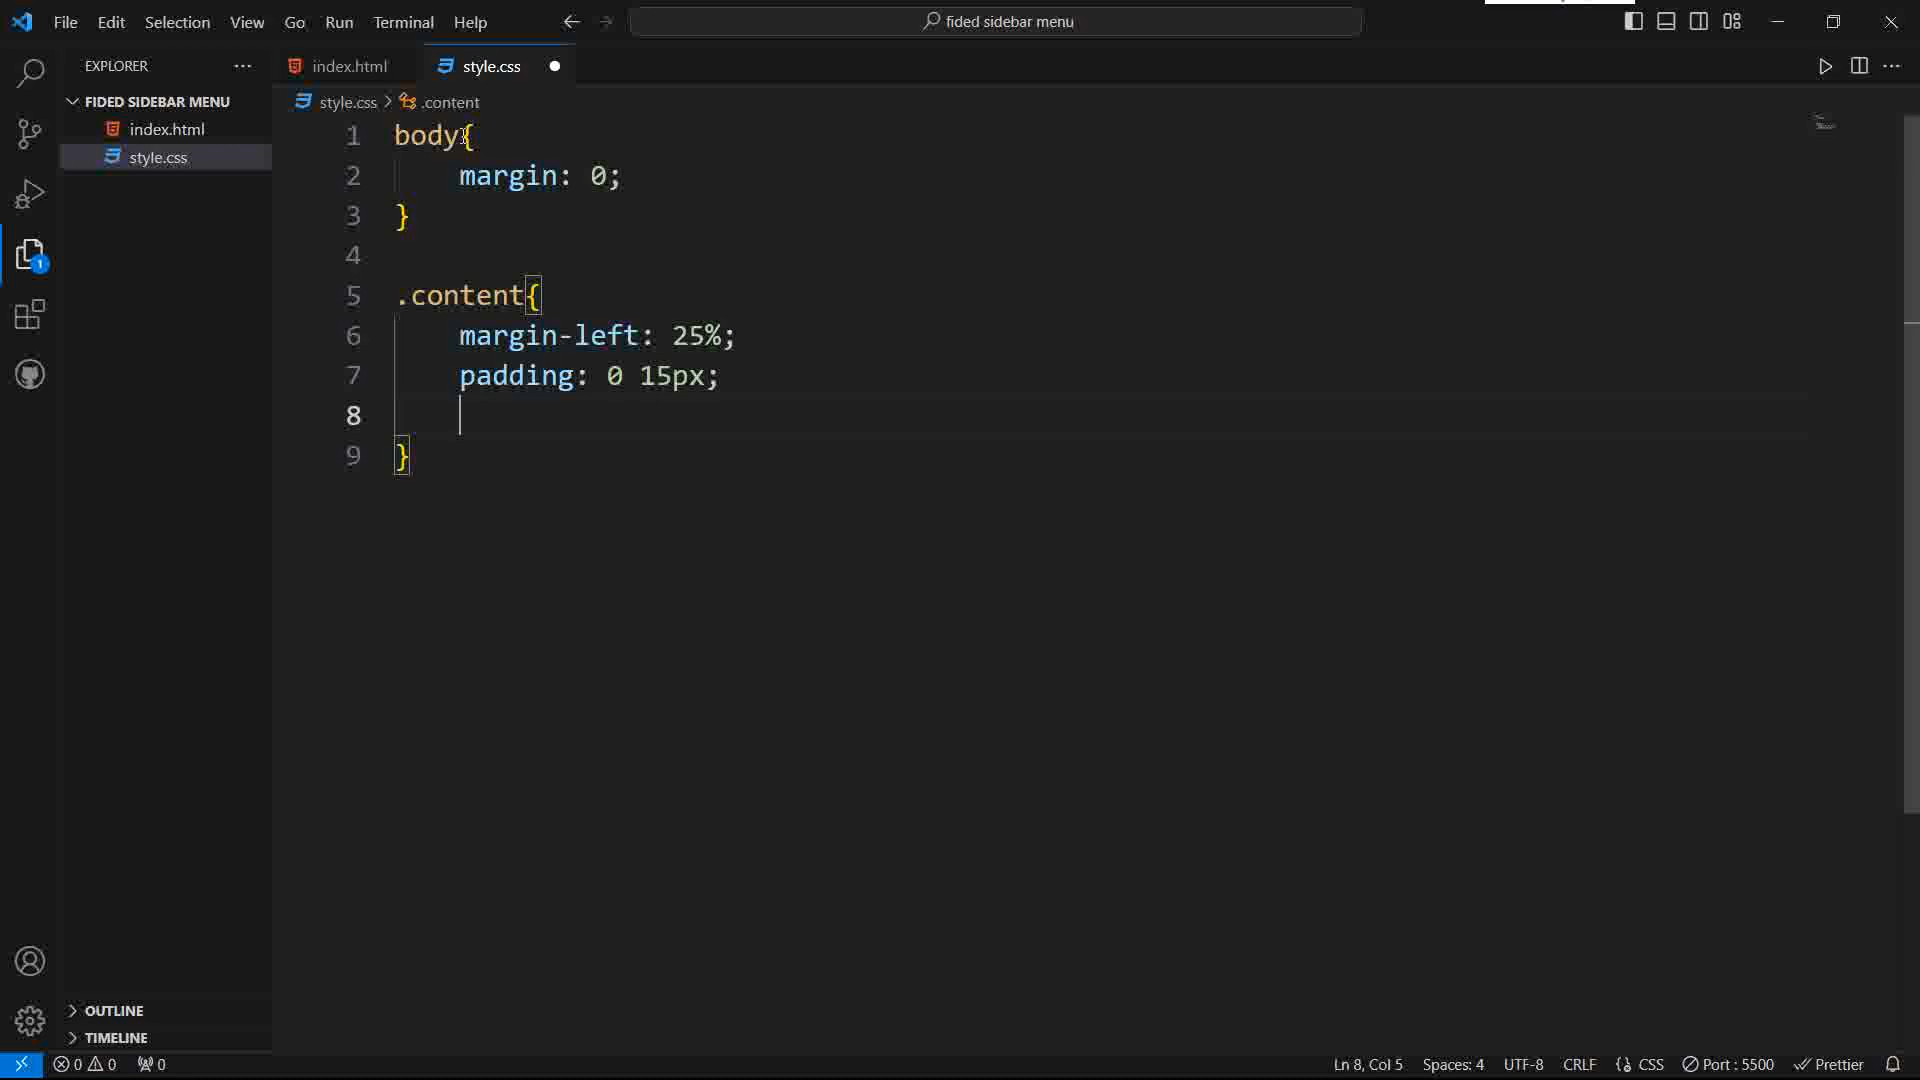 File Edit Selection View Go Run Terminal Help
fided sidebar menu
EXPLORER
index.html
style.css
FIDED SIDEBAR MENU
index.html
style.css
style.css > .content
1 body{
2 margin: 0;
3 }
4
5 .content{
6 margin-left: 25%;
7 padding: 0 15px;
8
9 }
1
OUTLINE
TIMELINE
0 0 0
Ln 8, Col 5 Spaces: 4 UTF-8 CRLF CSS Port : 5500 Prettier